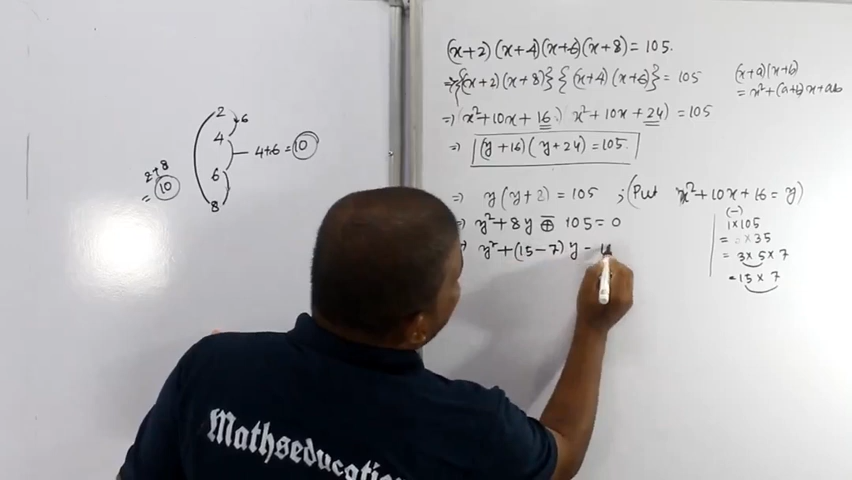 (x+2)(x+4)(x+6)(x+8) = 105.
⇒ {(x+2)(x+8)}{(x+4)(x+6)} = 105
(x+a)(x+b)
= x²+(a+b)x+ab
⇒ (x²+10x+16)(x²+10x+24) = 105
⇒ (y+16)(y+24) = 105.
⇒ y(y+2) = 105 ; (Put x²+10x+16 = y)
⇒ y²+8y ⊕ 105 = 0
⇒ y²+(15-7)y -
(-)
1×105
= 3×35
= 3×5×7
= 15×7
2
6
4
4+6 = 10
6
8
2+8
= 10
Mathseducation